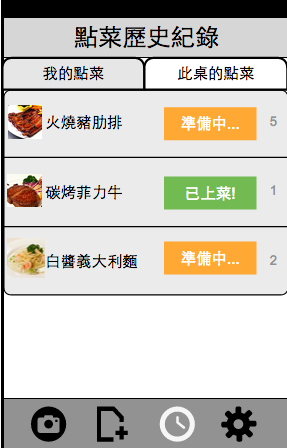 點菜歷史紀錄
我的點菜 此桌的點菜
火燒豬肋排 準備中... 5
碳烤菲力牛 已上菜! 1
白醬義大利麵 準備中... 2